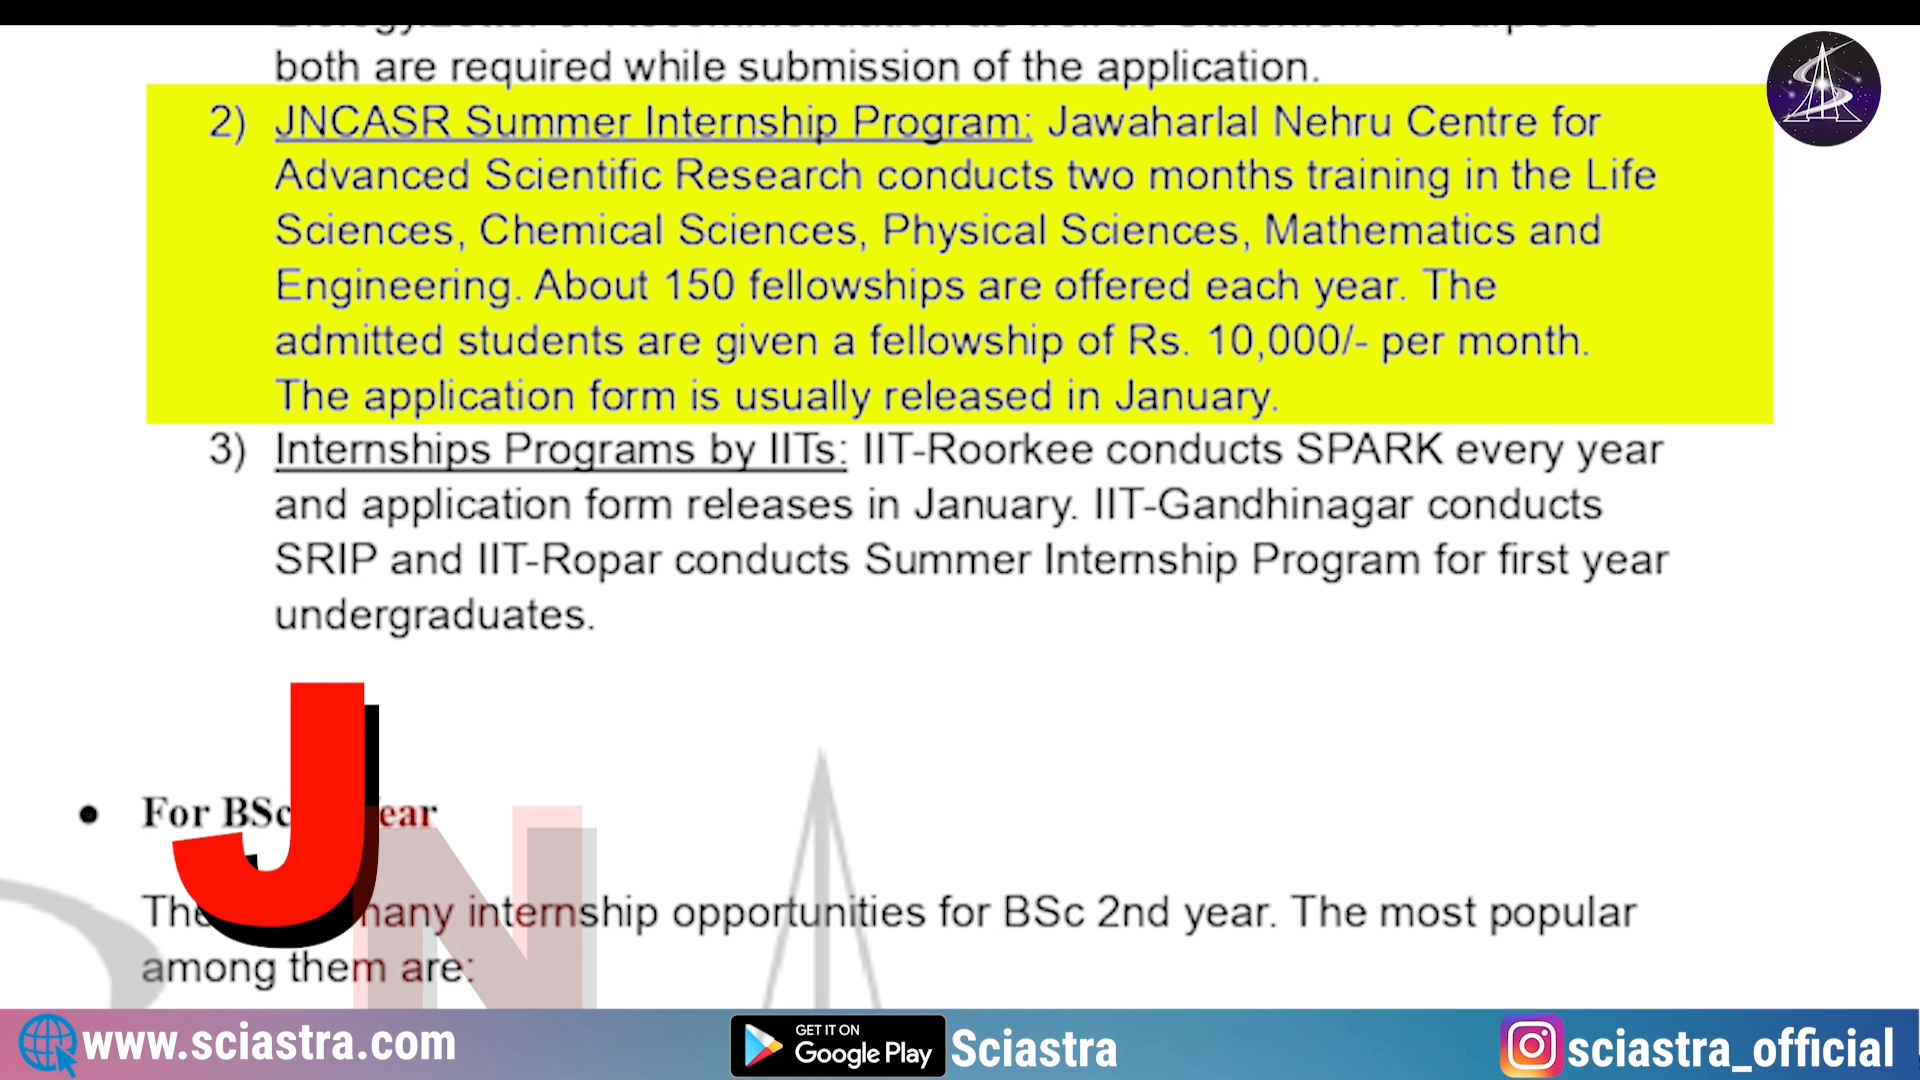 both are required while submission of the application.
2) JNCASR Summer Internship Program: Jawaharlal Nehru Centre for
Advanced Scientific Research conducts two months training in the Life
Sciences, Chemical Sciences, Physical Sciences, Mathematics and
Engineering. About 150 fellowships are offered each year. The
admitted students are given a fellowship of Rs. 10,000/- per month.
The application form is usually released in January.
3) Internships Programs by IITs: IIT-Roorkee conducts SPARK every year
and application form releases in January. IIT-Gandhinagar conducts
SRIP and IIT-Ropar conducts Summer Internship Program for first year
undergraduates.
JN
• For BSc
many internship opportunities for BSc 2nd year. The most popular
among them are:
www.sciastra.com
GET IT ON
Google Play
Sciastra
sciastra_official